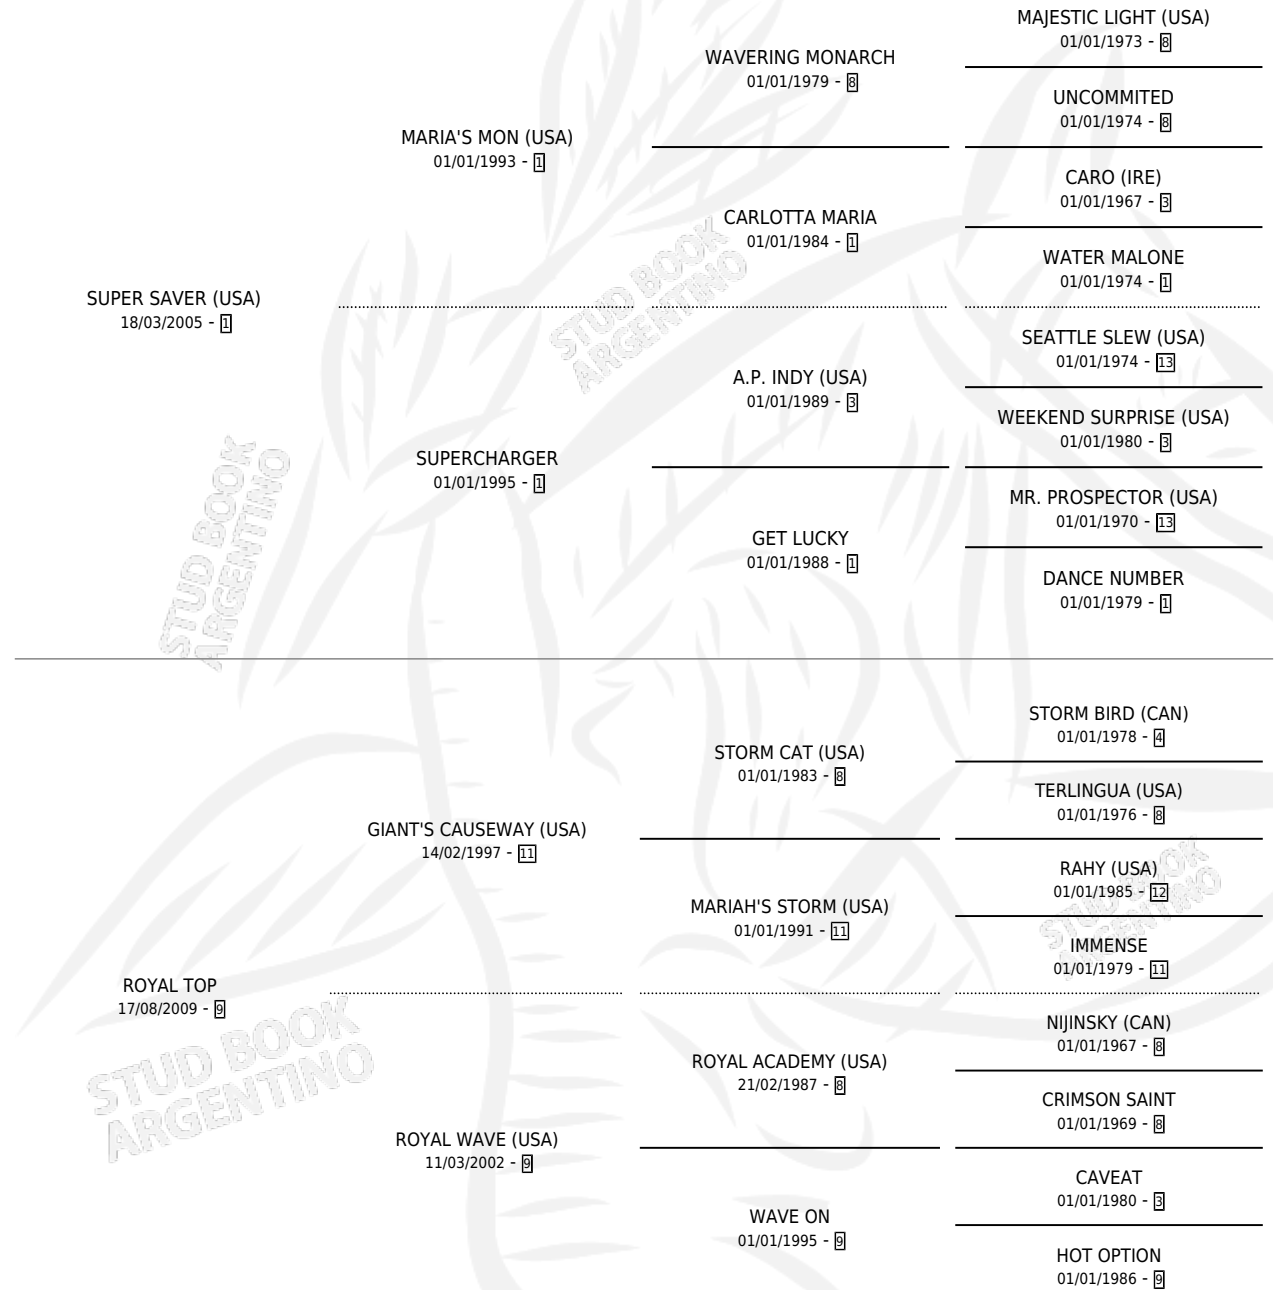 MAJESTIC LIGHT (USA)
01/01/1973 - 8
WAVERING MONARCH
01/01/1979 - 8
UNCOMMITED
01/01/1974 - 8
MARIA'S MON (USA)
01/01/1993 - 1
CARO (IRE)
01/01/1967 - 3
CARLOTTA MARIA
01/01/1984 - 1
WATER MALONE
01/01/1974 - 1
SUPER SAVER (USA)
18/03/2005 - 1
SEATTLE SLEW (USA)
01/01/1974 - 13
A.P. INDY (USA)
01/01/1989 - 3
WEEKEND SURPRISE (USA)
01/01/1980 - 3
SUPERCHARGER
01/01/1995 - 1
MR. PROSPECTOR (USA)
01/01/1970 - 13
GET LUCKY
01/01/1988 - 1
DANCE NUMBER
01/01/1979 - 1
STORM BIRD (CAN)
01/01/1978 - 4
STORM CAT (USA)
01/01/1983 - 8
TERLINGUA (USA)
01/01/1976 - 8
GIANT'S CAUSEWAY (USA)
14/02/1997 - 11
RAHY (USA)
01/01/1985 - 12
MARIAH'S STORM (USA)
01/01/1991 - 11
IMMENSE
01/01/1979 - 11
ROYAL TOP
17/08/2009 - 9
NIJINSKY (CAN)
01/01/1967 - 8
ROYAL ACADEMY (USA)
21/02/1987 - 8
CRIMSON SAINT
01/01/1969 - 8
ROYAL WAVE (USA)
11/03/2002 - 9
CAVEAT
01/01/1980 - 3
WAVE ON
01/01/1995 - 9
HOT OPTION
01/01/1986 - 9
STUD BOOK
ARGENTINO
STUD BOOK
ARGENTINO
STUD BOOK
ARGENTINO
STUD BOOK
ARGENTINO